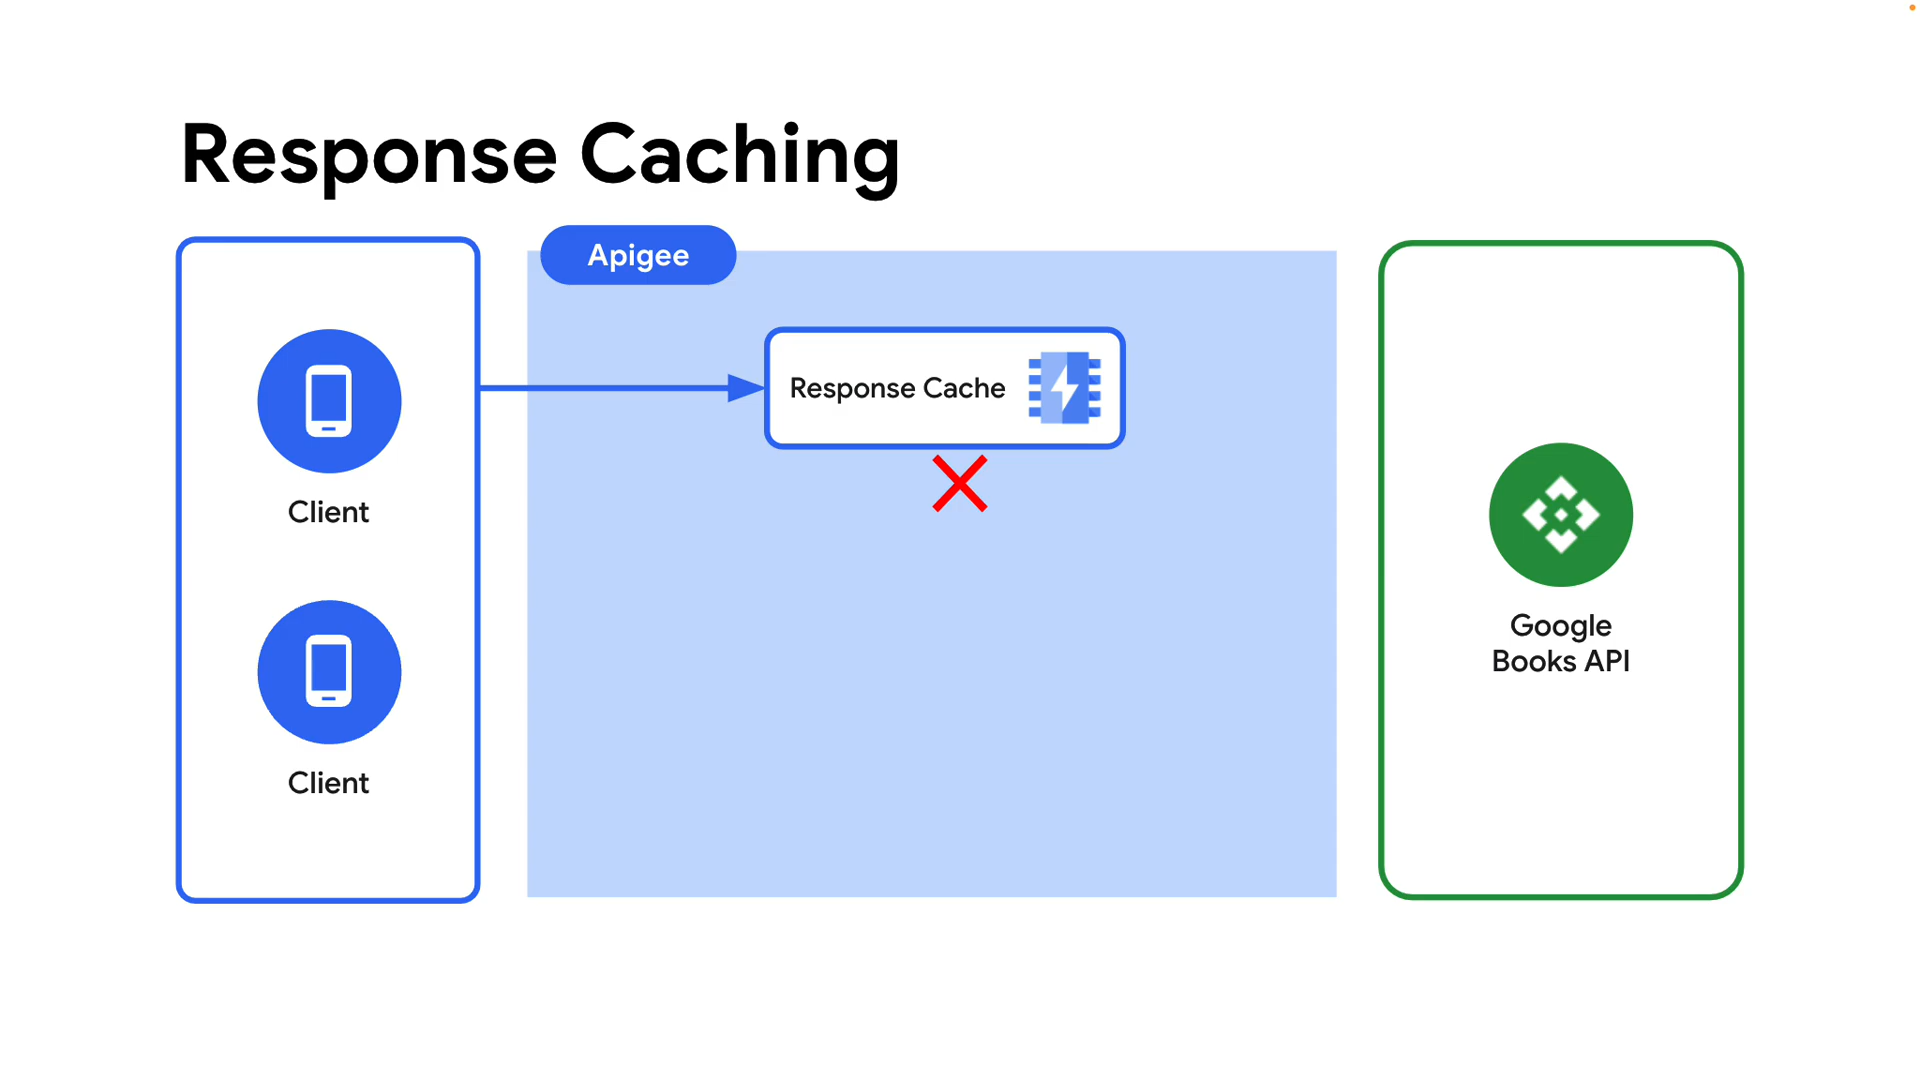 Response Caching
Apigee
Response Cache
Client
Client
Google
Books API